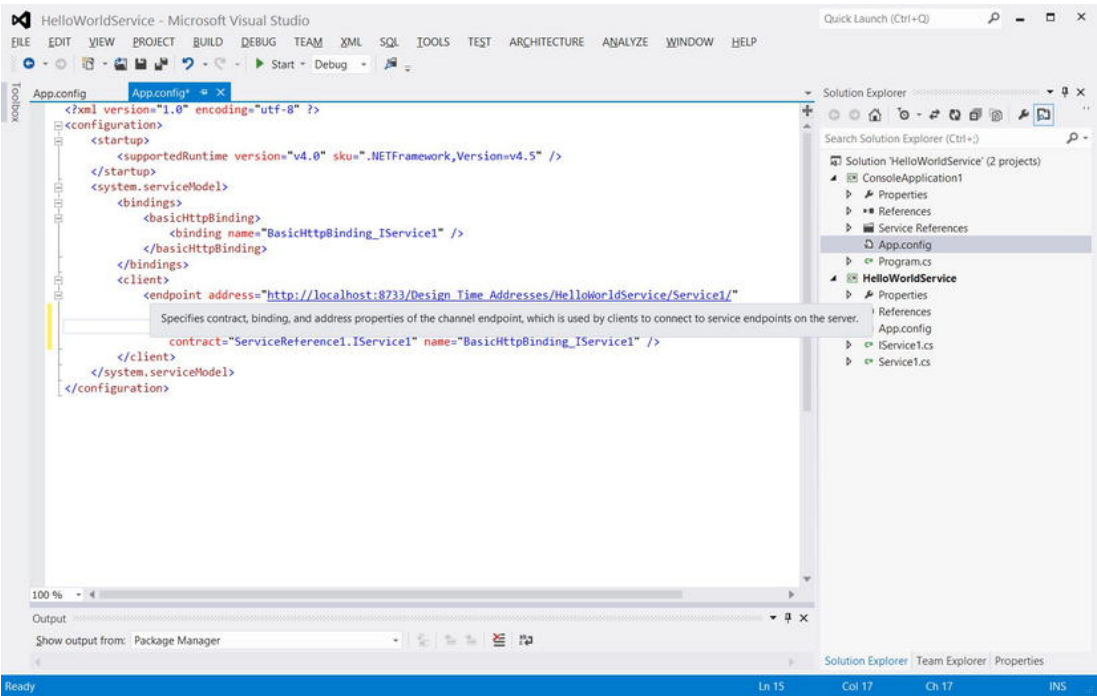 HelloWorldService - Microsoft Visual Studio
Quick Launch (Ctrl+Q)
FILE EDIT VIEW PROJECT BUILD DEBUG TEAM XML SQL TOOLS TEST ARCHITECTURE ANALYZE WINDOW HELP
Start Debug
Toolbox
App.config App.config*
<?xml version="1.0" encoding="utf-8" ?>
<configuration>
<startup>
<supportedRuntime version="v4.0" sku=".NETFramework,Version=v4.5" />
</startup>
<system.serviceModel>
<bindings>
<basicHttpBinding>
<binding name="BasicHttpBinding_IService1" />
</basicHttpBinding>
</bindings>
<client>
<endpoint address="http://localhost:8733/Design_Time_Addresses/HelloWorldService/Service1/"
Specifies contract, binding, and address properties of the channel endpoint, which is used by clients to connect to service endpoints on the server.
contract="ServiceReference1.IService1" name="BasicHttpBinding_IService1" />
</client>
</system.serviceModel>
</configuration>
100 %
Output
Show output from: Package Manager
Solution Explorer
Search Solution Explorer (Ctrl+;)
Solution 'HelloWorldService' (2 projects)
ConsoleApplication1
Properties
References
Service References
App.config
Program.cs
HelloWorldService
Properties
References
App.config
IService1.cs
Service1.cs
Solution Explorer Team Explorer Properties
Ready Ln 15 Col 17 Ch 17 INS